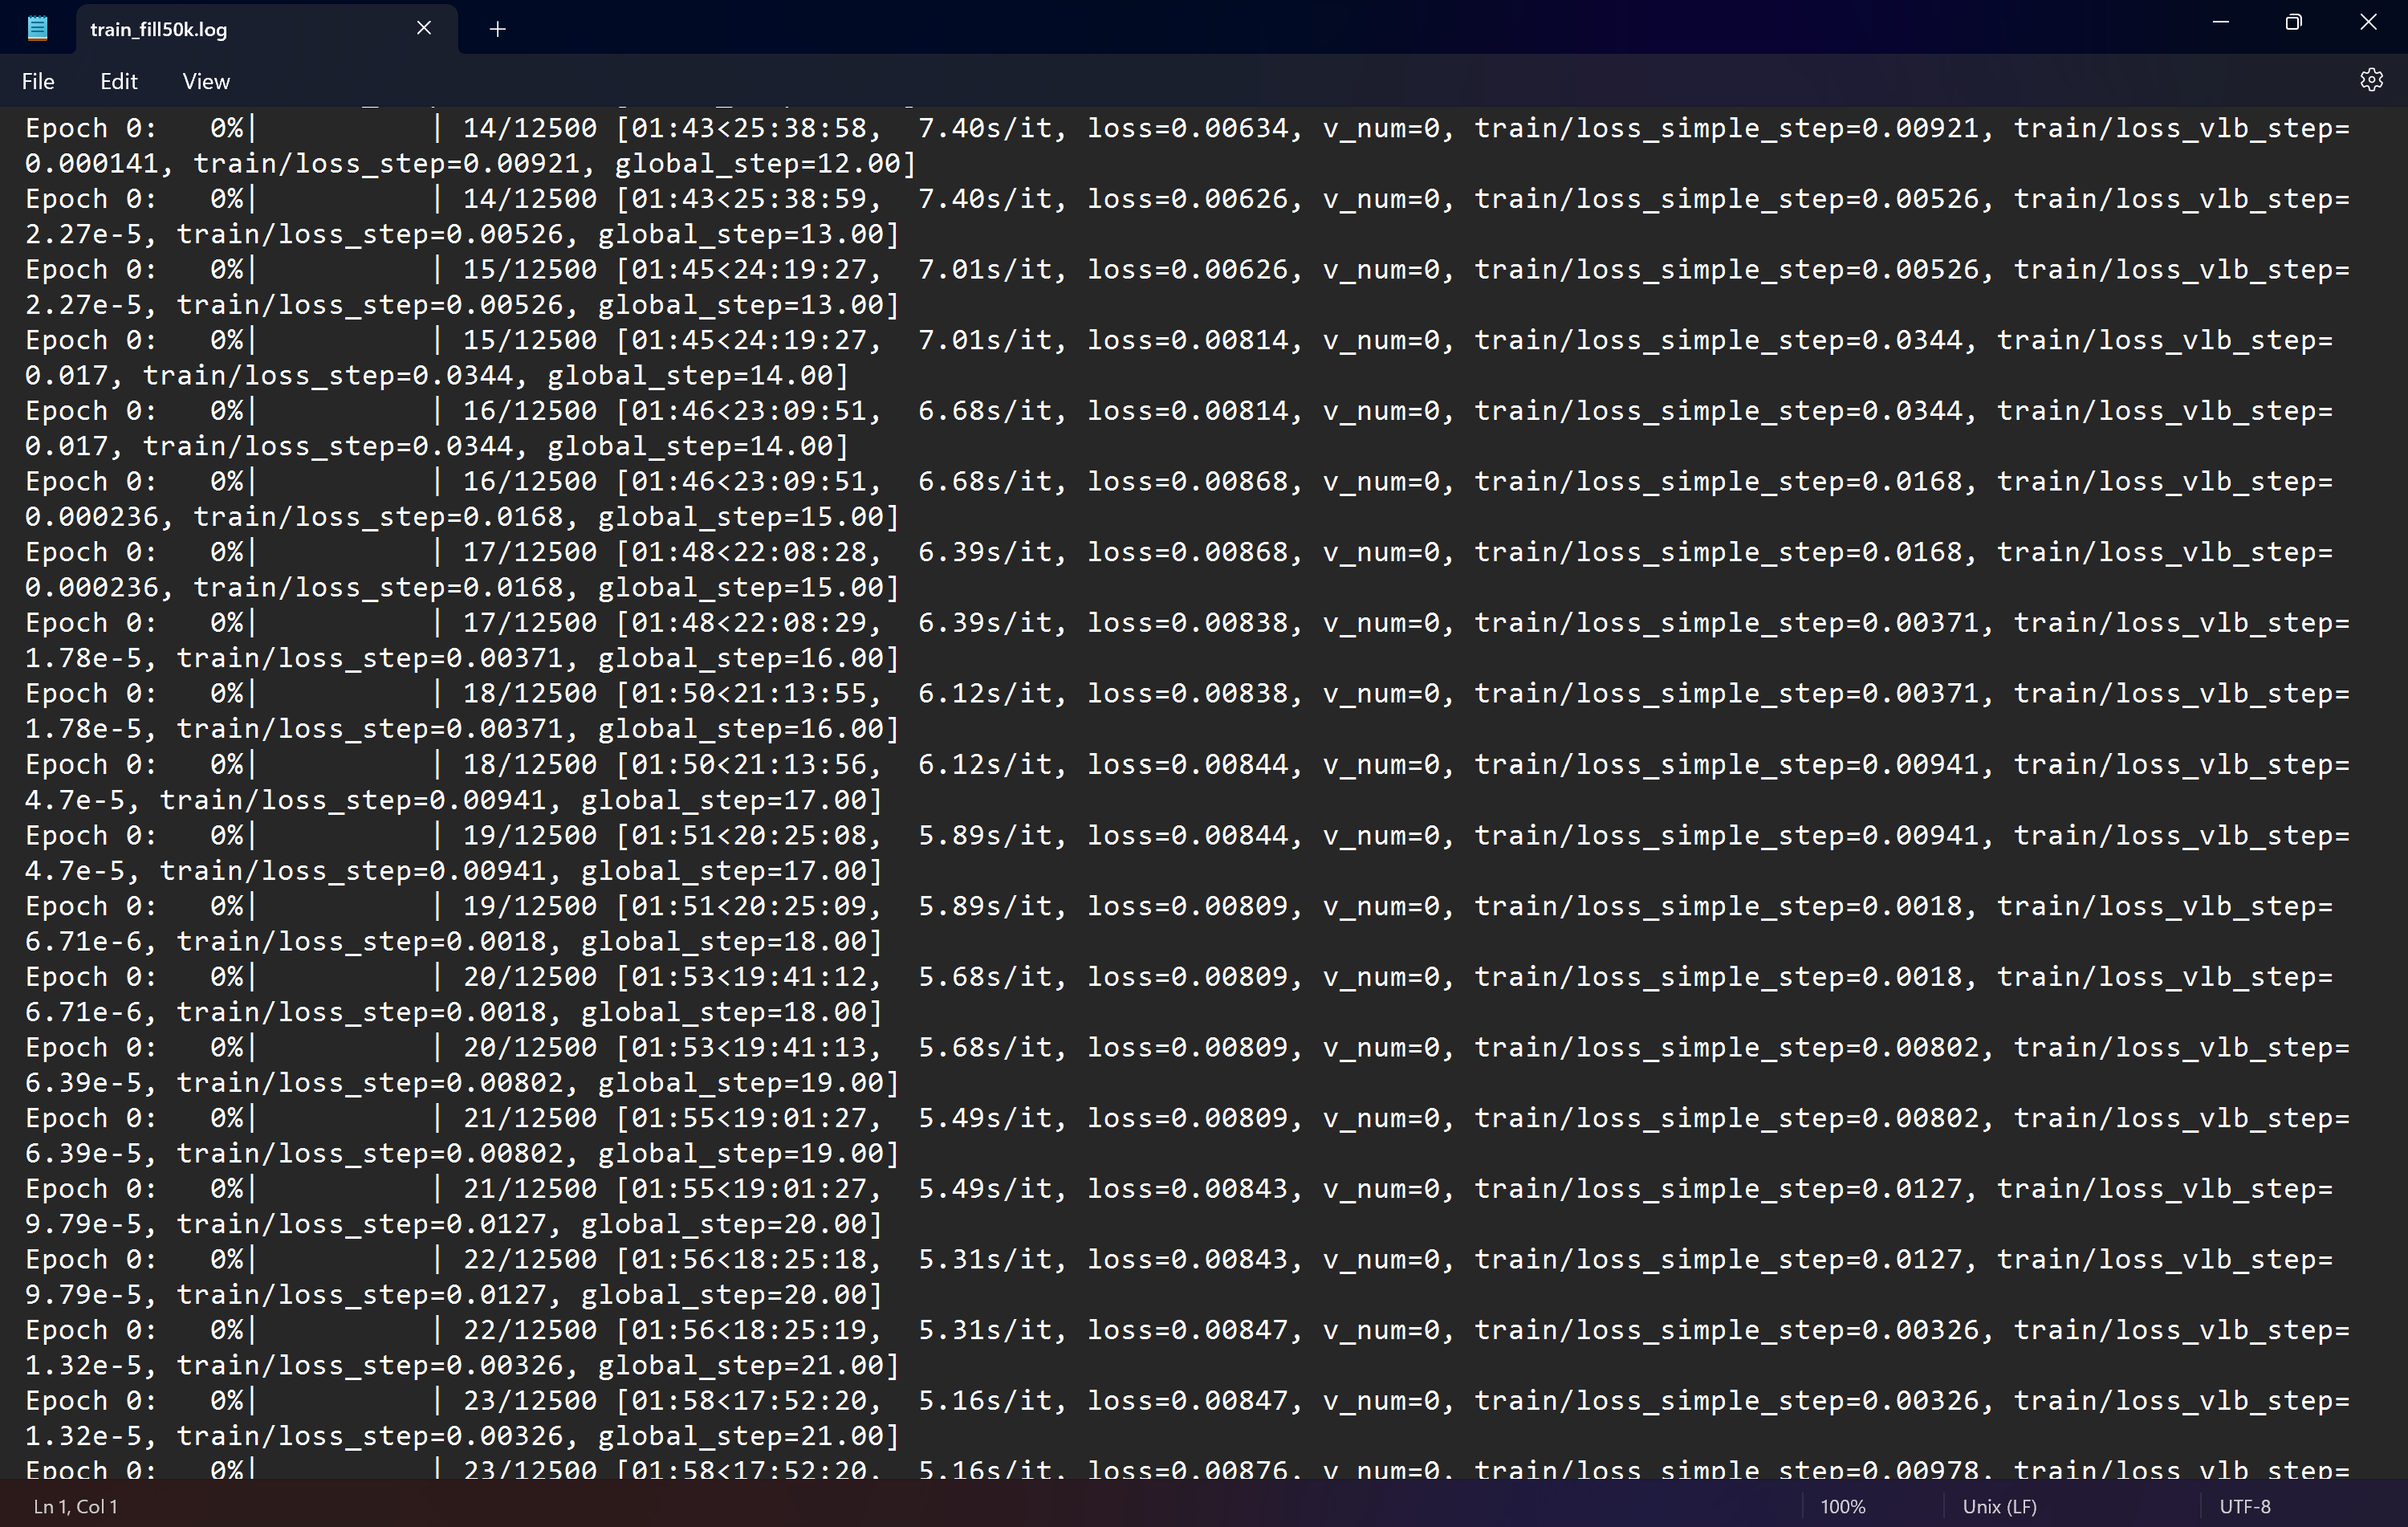 train_fill50k.log
File Edit View
Epoch 0:   0%|          | 14/12500 [01:43<25:38:58,  7.40s/it, loss=0.00634, v_num=0, train/loss_simple_step=0.00921, train/loss_vlb_step=
0.000141, train/loss_step=0.00921, global_step=12.00]
Epoch 0:   0%|          | 14/12500 [01:43<25:38:59,  7.40s/it, loss=0.00626, v_num=0, train/loss_simple_step=0.00526, train/loss_vlb_step=
2.27e-5, train/loss_step=0.00526, global_step=13.00]
Epoch 0:   0%|          | 15/12500 [01:45<24:19:27,  7.01s/it, loss=0.00626, v_num=0, train/loss_simple_step=0.00526, train/loss_vlb_step=
2.27e-5, train/loss_step=0.00526, global_step=13.00]
Epoch 0:   0%|          | 15/12500 [01:45<24:19:27,  7.01s/it, loss=0.00814, v_num=0, train/loss_simple_step=0.0344, train/loss_vlb_step=
0.017, train/loss_step=0.0344, global_step=14.00]
Epoch 0:   0%|          | 16/12500 [01:46<23:09:51,  6.68s/it, loss=0.00814, v_num=0, train/loss_simple_step=0.0344, train/loss_vlb_step=
0.017, train/loss_step=0.0344, global_step=14.00]
Epoch 0:   0%|          | 16/12500 [01:46<23:09:51,  6.68s/it, loss=0.00868, v_num=0, train/loss_simple_step=0.0168, train/loss_vlb_step=
0.000236, train/loss_step=0.0168, global_step=15.00]
Epoch 0:   0%|          | 17/12500 [01:48<22:08:28,  6.39s/it, loss=0.00868, v_num=0, train/loss_simple_step=0.0168, train/loss_vlb_step=
0.000236, train/loss_step=0.0168, global_step=15.00]
Epoch 0:   0%|          | 17/12500 [01:48<22:08:29,  6.39s/it, loss=0.00838, v_num=0, train/loss_simple_step=0.00371, train/loss_vlb_step=
1.78e-5, train/loss_step=0.00371, global_step=16.00]
Epoch 0:   0%|          | 18/12500 [01:50<21:13:55,  6.12s/it, loss=0.00838, v_num=0, train/loss_simple_step=0.00371, train/loss_vlb_step=
1.78e-5, train/loss_step=0.00371, global_step=16.00]
Epoch 0:   0%|          | 18/12500 [01:50<21:13:56,  6.12s/it, loss=0.00844, v_num=0, train/loss_simple_step=0.00941, train/loss_vlb_step=
4.7e-5, train/loss_step=0.00941, global_step=17.00]
Epoch 0:   0%|          | 19/12500 [01:51<20:25:08,  5.89s/it, loss=0.00844, v_num=0, train/loss_simple_step=0.00941, train/loss_vlb_step=
4.7e-5, train/loss_step=0.00941, global_step=17.00]
Epoch 0:   0%|          | 19/12500 [01:51<20:25:09,  5.89s/it, loss=0.00809, v_num=0, train/loss_simple_step=0.0018, train/loss_vlb_step=
6.71e-6, train/loss_step=0.0018, global_step=18.00]
Epoch 0:   0%|          | 20/12500 [01:53<19:41:12,  5.68s/it, loss=0.00809, v_num=0, train/loss_simple_step=0.0018, train/loss_vlb_step=
6.71e-6, train/loss_step=0.0018, global_step=18.00]
Epoch 0:   0%|          | 20/12500 [01:53<19:41:13,  5.68s/it, loss=0.00809, v_num=0, train/loss_simple_step=0.00802, train/loss_vlb_step=
6.39e-5, train/loss_step=0.00802, global_step=19.00]
Epoch 0:   0%|          | 21/12500 [01:55<19:01:27,  5.49s/it, loss=0.00809, v_num=0, train/loss_simple_step=0.00802, train/loss_vlb_step=
6.39e-5, train/loss_step=0.00802, global_step=19.00]
Epoch 0:   0%|          | 21/12500 [01:55<19:01:27,  5.49s/it, loss=0.00843, v_num=0, train/loss_simple_step=0.0127, train/loss_vlb_step=
9.79e-5, train/loss_step=0.0127, global_step=20.00]
Epoch 0:   0%|          | 22/12500 [01:56<18:25:18,  5.31s/it, loss=0.00843, v_num=0, train/loss_simple_step=0.0127, train/loss_vlb_step=
9.79e-5, train/loss_step=0.0127, global_step=20.00]
Epoch 0:   0%|          | 22/12500 [01:56<18:25:19,  5.31s/it, loss=0.00847, v_num=0, train/loss_simple_step=0.00326, train/loss_vlb_step=
1.32e-5, train/loss_step=0.00326, global_step=21.00]
Epoch 0:   0%|          | 23/12500 [01:58<17:52:20,  5.16s/it, loss=0.00847, v_num=0, train/loss_simple_step=0.00326, train/loss_vlb_step=
1.32e-5, train/loss_step=0.00326, global_step=21.00]
Epoch 0:   0%|          | 23/12500 [01:58<17:52:20,  5.16s/it, loss=0.00876, v_num=0, train/loss_simple_step=0.00978, train/loss_vlb_step=
Ln 1, Col 1 100% Unix (LF) UTF-8